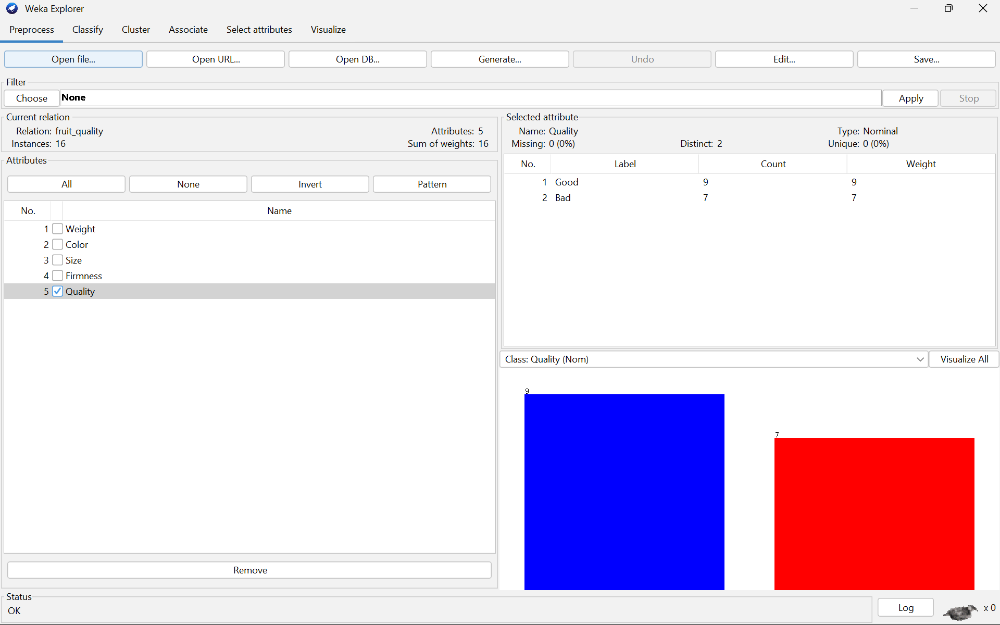 Weka Explorer
Preprocess Classify Cluster Associate Select attributes Visualize
Open file... Open URL... Open DB... Generate... Undo Edit... Save...
Filter
Choose None Apply Stop
Current relation
Relation: fruit_quality Attributes: 5
Instances: 16 Sum of weights: 16
Attributes
All None Invert Pattern
No. Name
1 Weight
2 Color
3 Size
4 Firmness
5 Quality
Remove
Selected attribute
Name: Quality Type: Nominal
Missing: 0 (0%) Distinct: 2 Unique: 0 (0%)
No. Label Count Weight
1 Good 9 9
2 Bad 7 7
Class: Quality (Nom) Visualize All
9
7
Status
OK
Log x 0